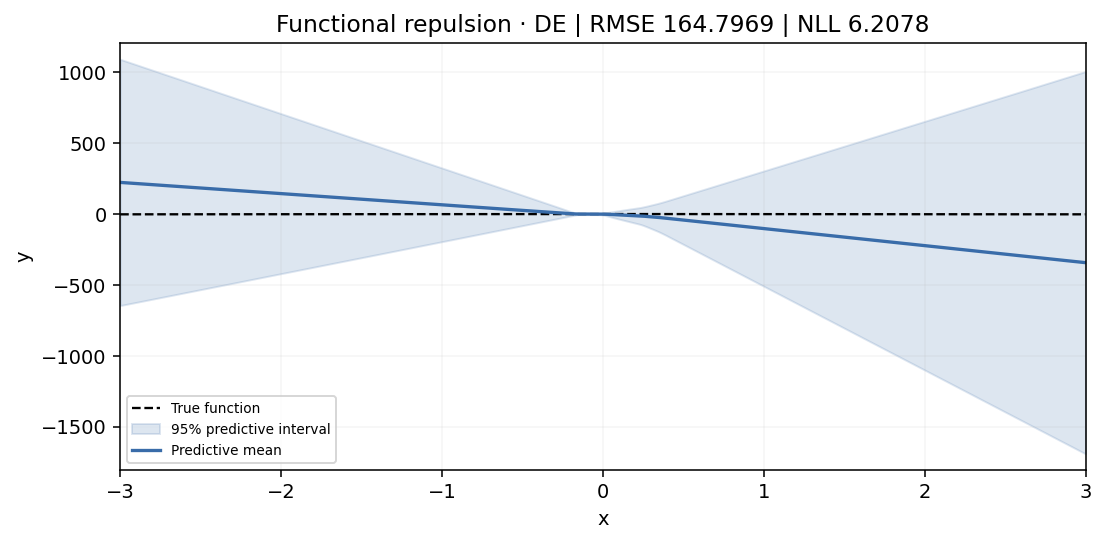 Functional repulsion · DE | RMSE 164.7969 | NLL 6.2078
1000
500
0
−500
−1000
−1500
y
True function
95% predictive interval
Predictive mean
−3
−2
−1
0
1
2
3
x